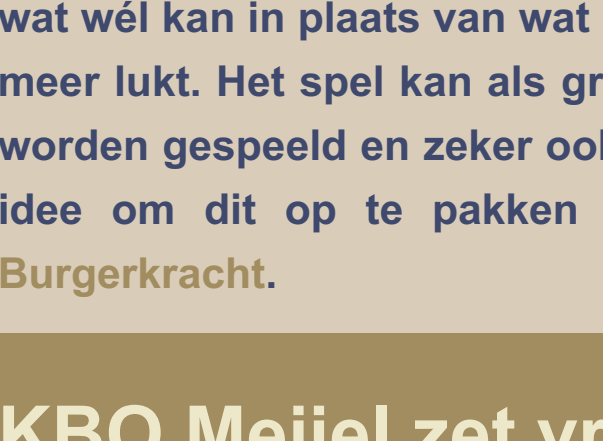 wat wél kan in plaats van wat
meer lukt. Het spel kan als gr
worden gespeeld en zeker ook
idee om dit op te pakken
Burgerkracht.
KBO Meijel zet vr